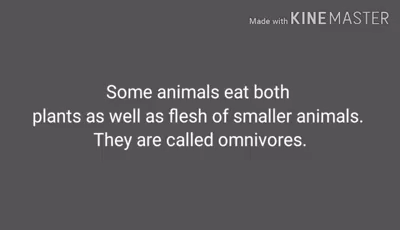 Made with KINEMASTER
Some animals eat both
plants as well as flesh of smaller animals.
They are called omnivores.